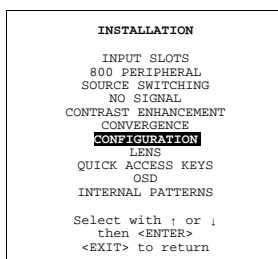 INSTALLATION
INPUT SLOTS
800 PERIPHERAL
SOURCE SWITCHING
NO SIGNAL
CONTRAST ENHANCEMENT
CONVERGENCE
CONFIGURATION
LENS
QUICK ACCESS KEYS
OSD
INTERNAL PATTERNS
Select with ↑ or ↓
then <ENTER>
<EXIT> to return